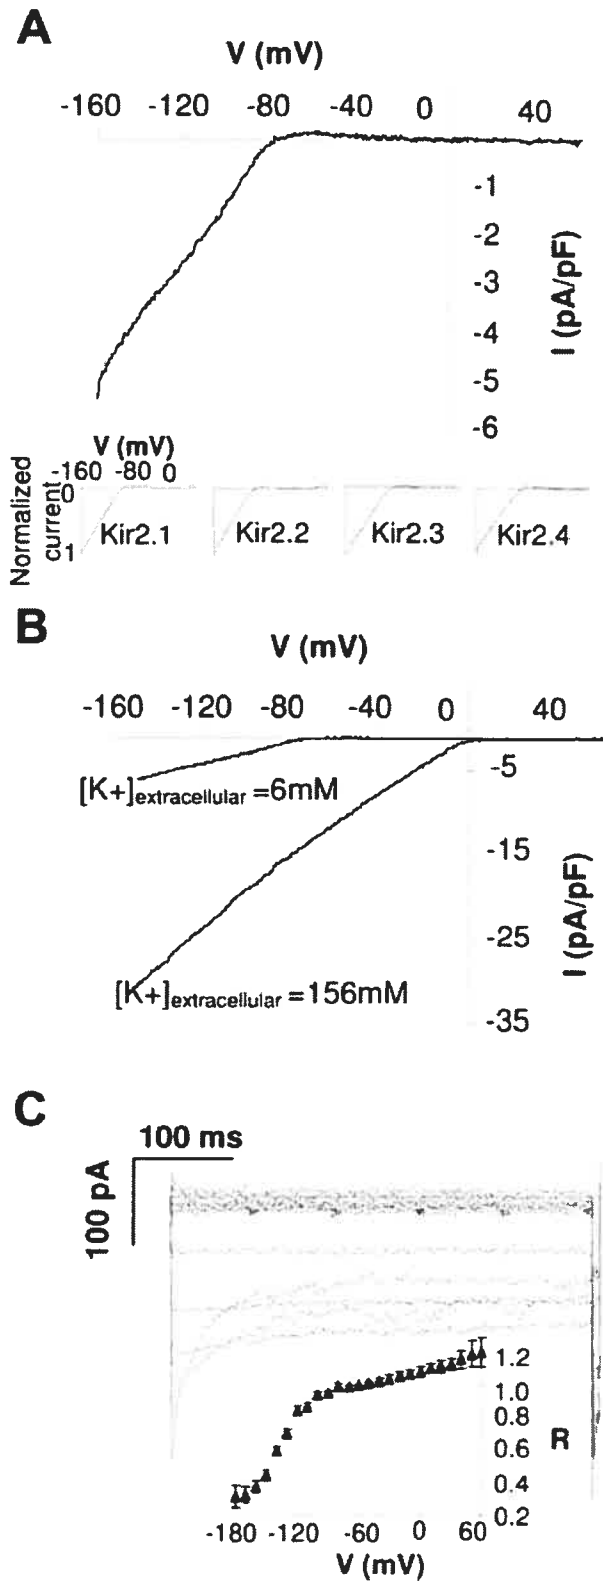 A
V (mV)
-160 -120 -80 -40 0 40
-1
-2
-3
-4
-5
-6
I (pA/pF)
V (mV)
-160 -80 0
Normalized
current
0
1
Kir2.1 Kir2.2 Kir2.3 Kir2.4
B
V (mV)
-160 -120 -80 -40 0 40
[K+]extracellular =6mM
-5
-15
-25
-35
I (pA/pF)
[K+]extracellular =156mM
C
100 ms
100 pA
1.2
1.0
0.8
0.6
0.4
0.2
R
-180 -120 -60 0 60
V (mV)